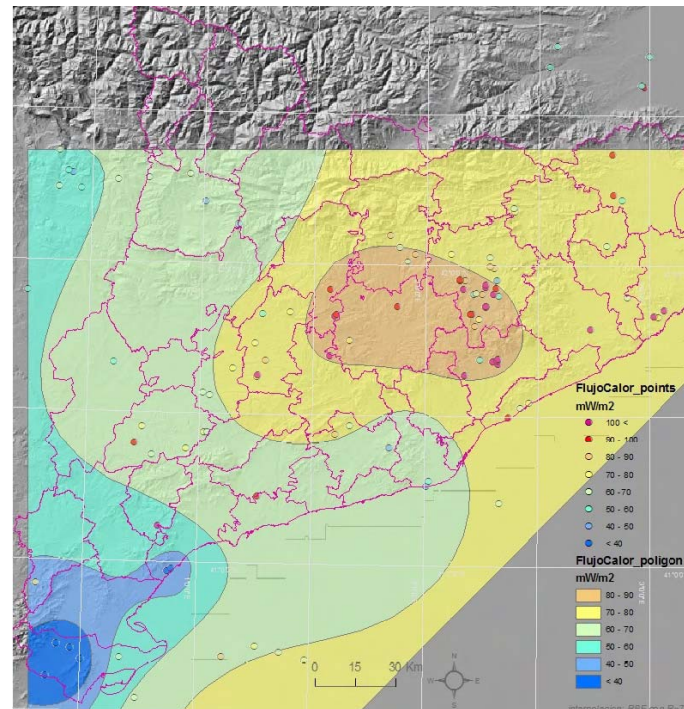 FlujoCalor_points
mW/m2
100 <
90 - 100
80 - 90
70 - 80
60 -70
50 - 60
40 - 50
< 40
FlujoCalor_poligon
mW/m2
80 - 90
70 - 80
60 - 70
50 - 60
40 - 50
< 40
0 15 30 Km
N
W E
S